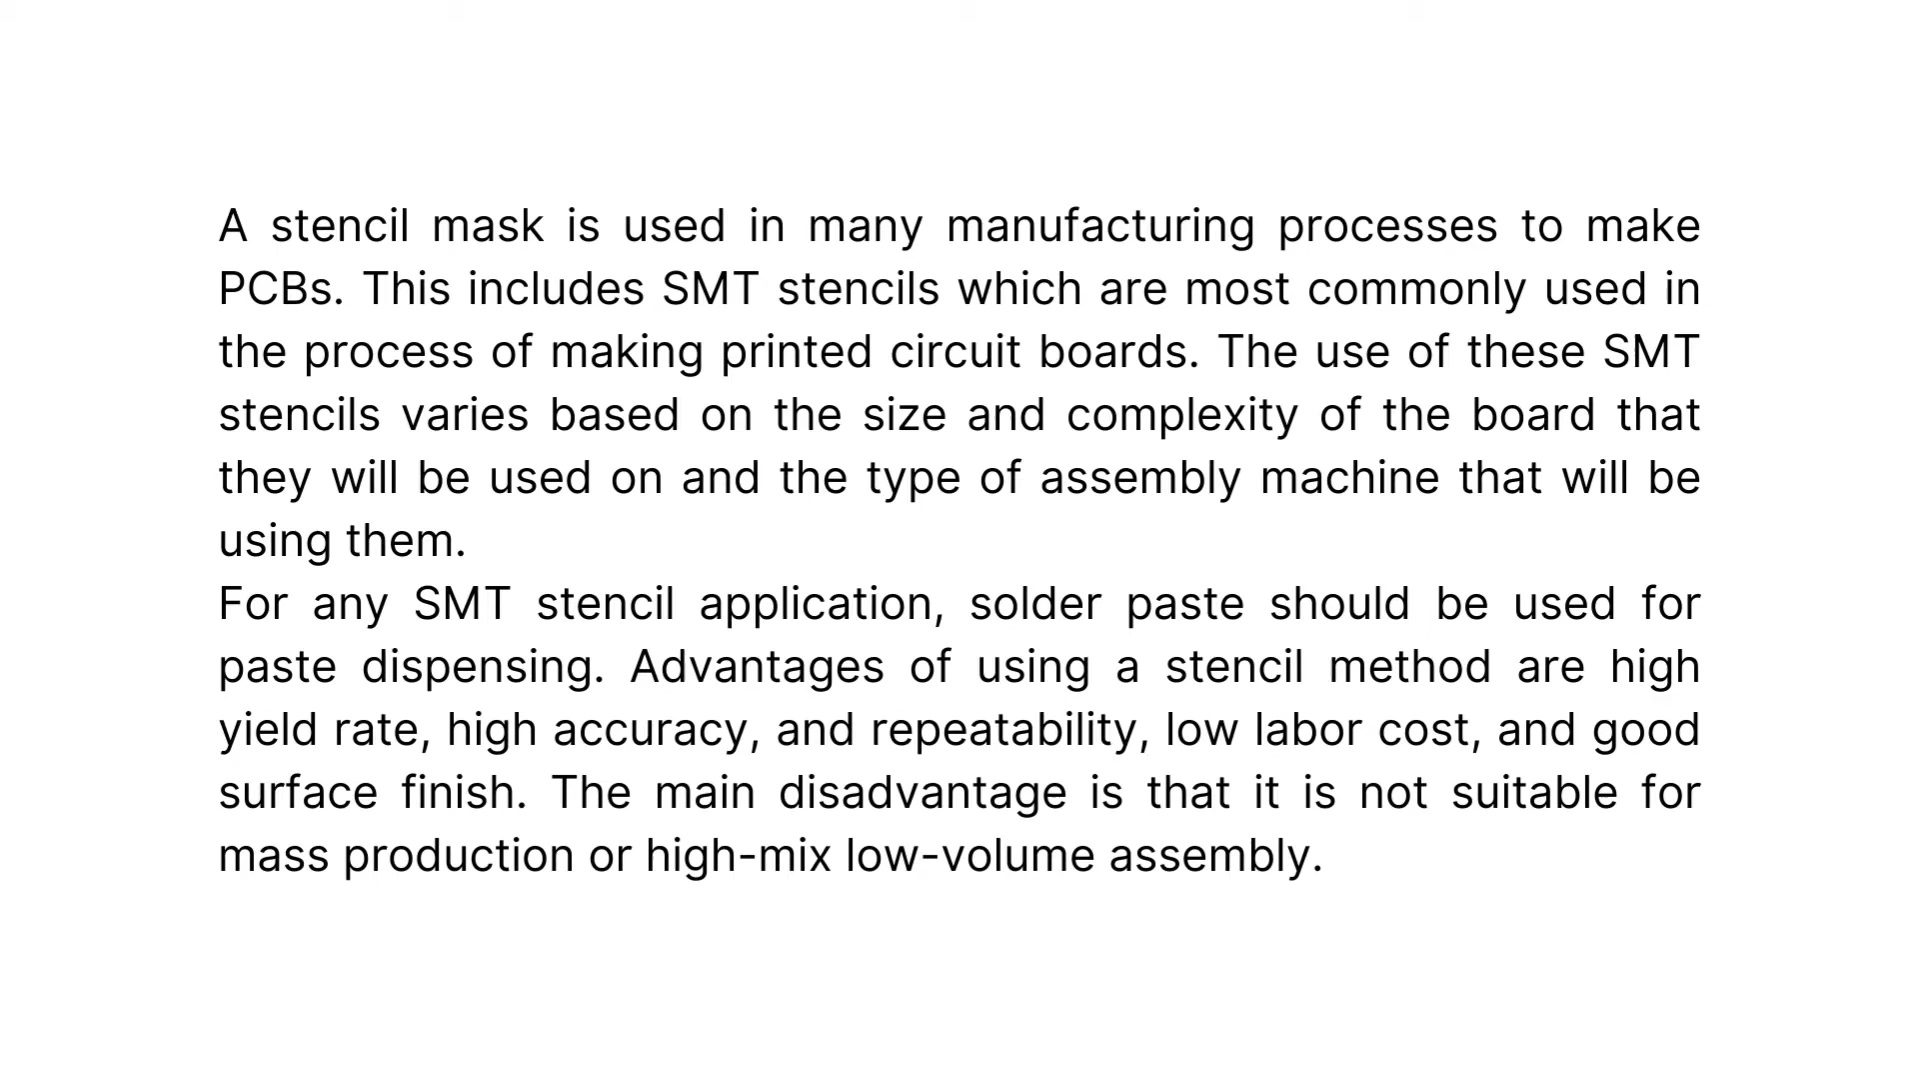 A stencil mask is used in many manufacturing processes to make
PCBs. This includes SMT stencils which are most commonly used in
the process of making printed circuit boards. The use of these SMT
stencils varies based on the size and complexity of the board that
they will be used on and the type of assembly machine that will be
using them.
For any SMT stencil application, solder paste should be used for
paste dispensing. Advantages of using a stencil method are high
yield rate, high accuracy, and repeatability, low labor cost, and good
surface finish. The main disadvantage is that it is not suitable for
mass production or high-mix low-volume assembly.